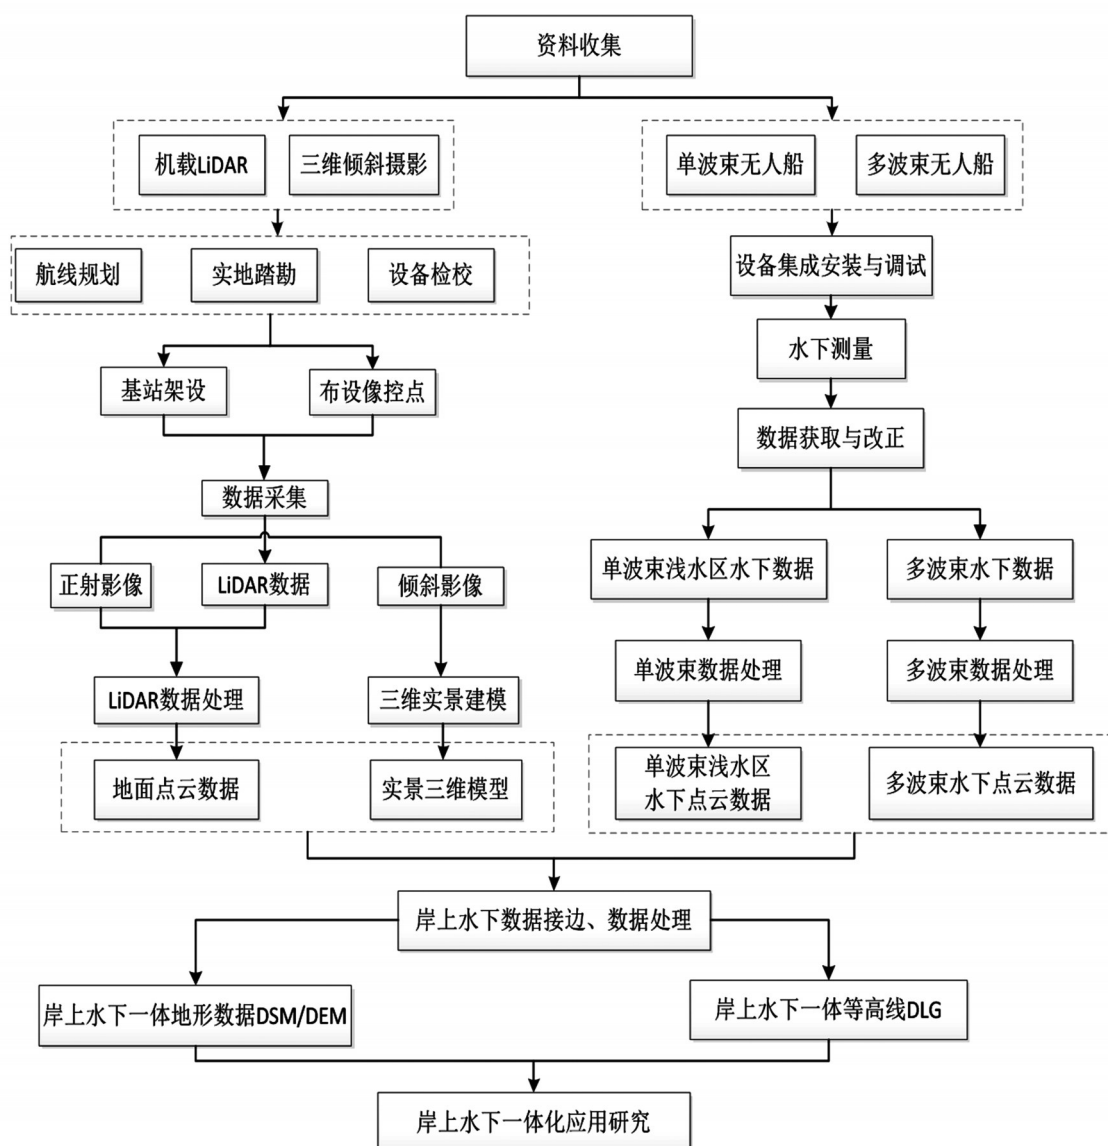 资料收集
机载LiDAR
三维倾斜摄影
单波束无人船
多波束无人船
航线规划
实地踏勘
设备检校
设备集成安装与调试
水下测量
基站架设
布设像控点
数据获取与改正
数据采集
正射影像
LiDAR数据
倾斜影像
单波束浅水区水下数据
多波束水下数据
LiDAR数据处理
三维实景建模
单波束数据处理
多波束数据处理
地面点云数据
实景三维模型
单波束浅水区
水下点云数据
多波束水下点云数据
岸上水下数据接边、数据处理
岸上水下一体地形数据DSM/DEM
岸上水下一体等高线DLG
岸上水下一体化应用研究